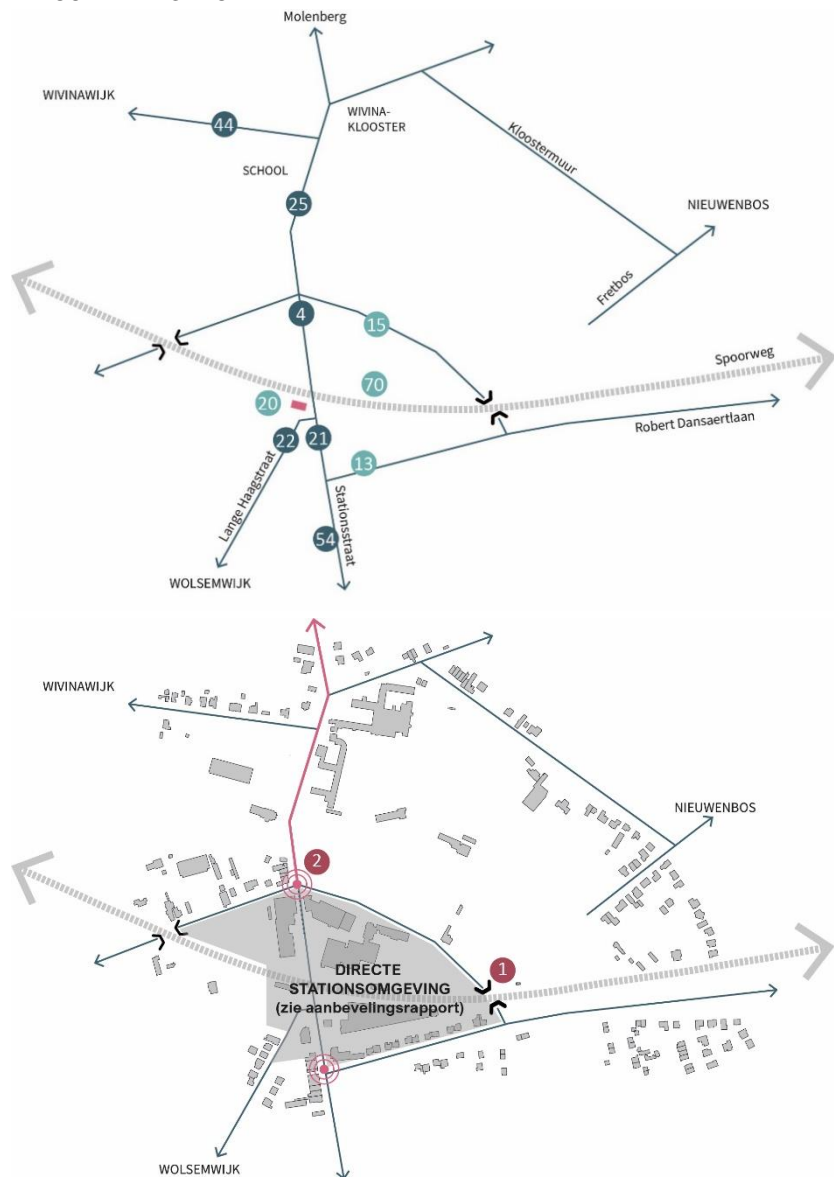 Molenberg
WIVINAWIJK
44
WIVINA-
KLOOSTER
SCHOOL
Kloostermuur
25
NIEUWENBOS
Fretbos
4
15
Spoorweg
70
20
22
21
13
Robert Dansaertlaan
Lange Haagstraat
Stationsstraat
54
WOLSEMWIJK
WIVINAWIJK
NIEUWENBOS
2
1
DIRECTE
STATIONSOMGEVING
(zie aanbevelingsrapport)
WOLSEMWIJK